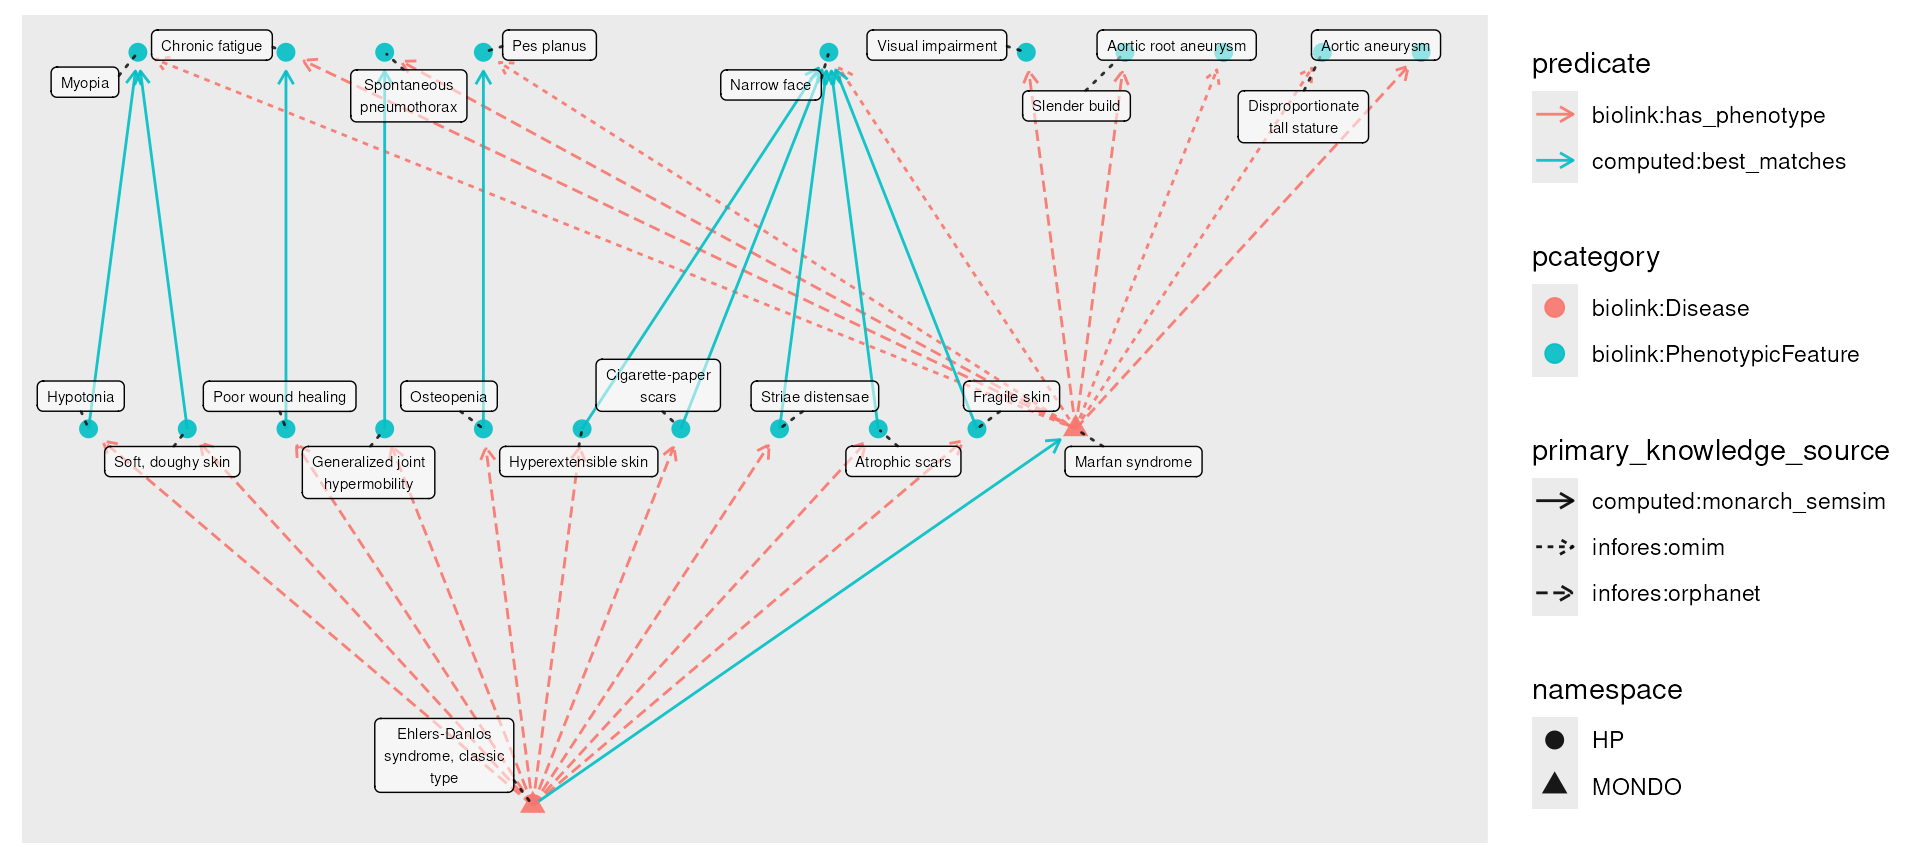 Chronic fatigue
Pes planus
Visual impairment
Aortic root aneurysm
Aortic aneurysm
Myopia
Spontaneous
pneumothorax
Narrow face
Slender build
Disproportionate
tall stature
Hypotonia
Poor wound healing
Osteopenia
Cigarette-paper
scars
Striae distensae
Fragile skin
Soft, doughy skin
Generalized joint
hypermobility
Hyperextensible skin
Atrophic scars
Marfan syndrome
Ehlers-Danlos
syndrome, classic
type
predicate
biolink:has_phenotype
computed:best_matches
pcategory
biolink:Disease
biolink:PhenotypicFeature
primary_knowledge_source
computed:monarch_semsim
infores:omim
infores:orphanet
namespace
HP
MONDO